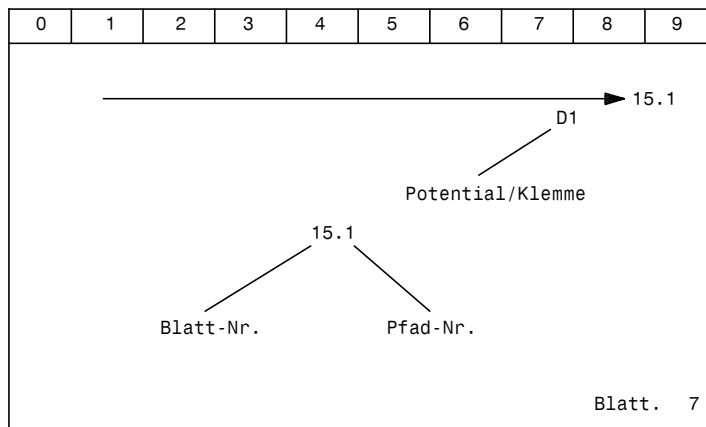 0 1 2 3 4 5 6 7 8 9
15.1
D1
Potential/Klemme
15.1
Blatt-Nr. Pfad-Nr.
Blatt. 7